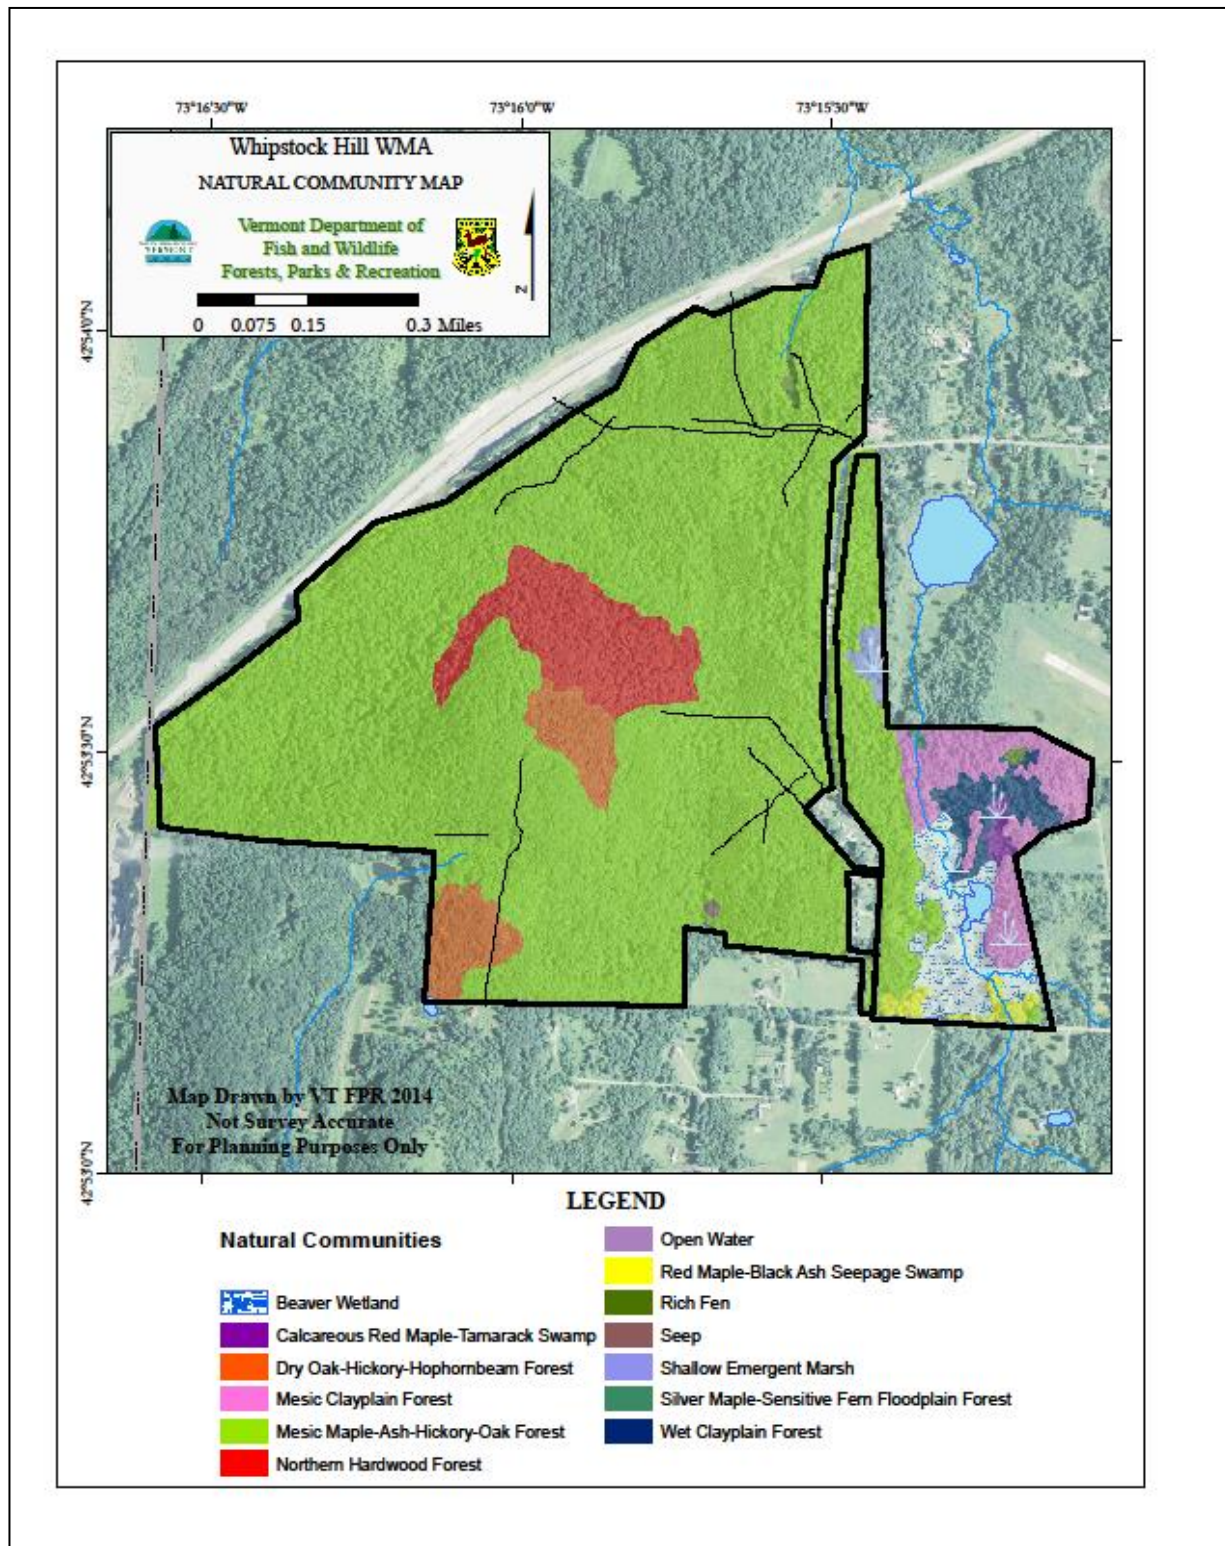 73°16'30"W 73°16'0"W 73°15'30"W
Whipstock Hill WMA
NATURAL COMMUNITY MAP
Vermont Department of
Fish and Wildlife
Forests, Parks & Recreation
VERMONT
N
0 0.075 0.15 0.3 Miles
42°54'0"N
42°53'30"N
42°53'0"N
Map Drawn by VT FPR 2014
Not Survey Accurate
For Planning Purposes Only
LEGEND
Natural Communities
Beaver Wetland
Calcareous Red Maple-Tamarack Swamp
Dry Oak-Hickory-Hophornbeam Forest
Mesic Clayplain Forest
Mesic Maple-Ash-Hickory-Oak Forest
Northern Hardwood Forest
Open Water
Red Maple-Black Ash Seepage Swamp
Rich Fen
Seep
Shallow Emergent Marsh
Silver Maple-Sensitive Fern Floodplain Forest
Wet Clayplain Forest